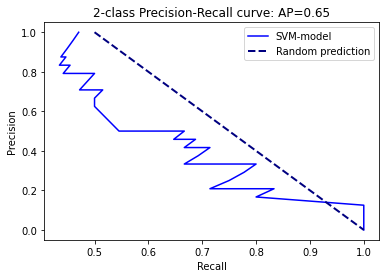 2-class Precision-Recall curve: AP=0.65
SVM-model
Random prediction
Precision
1.0
0.8
0.6
0.4
0.2
0.0
0.5 0.6 0.7 0.8 0.9 1.0
Recall